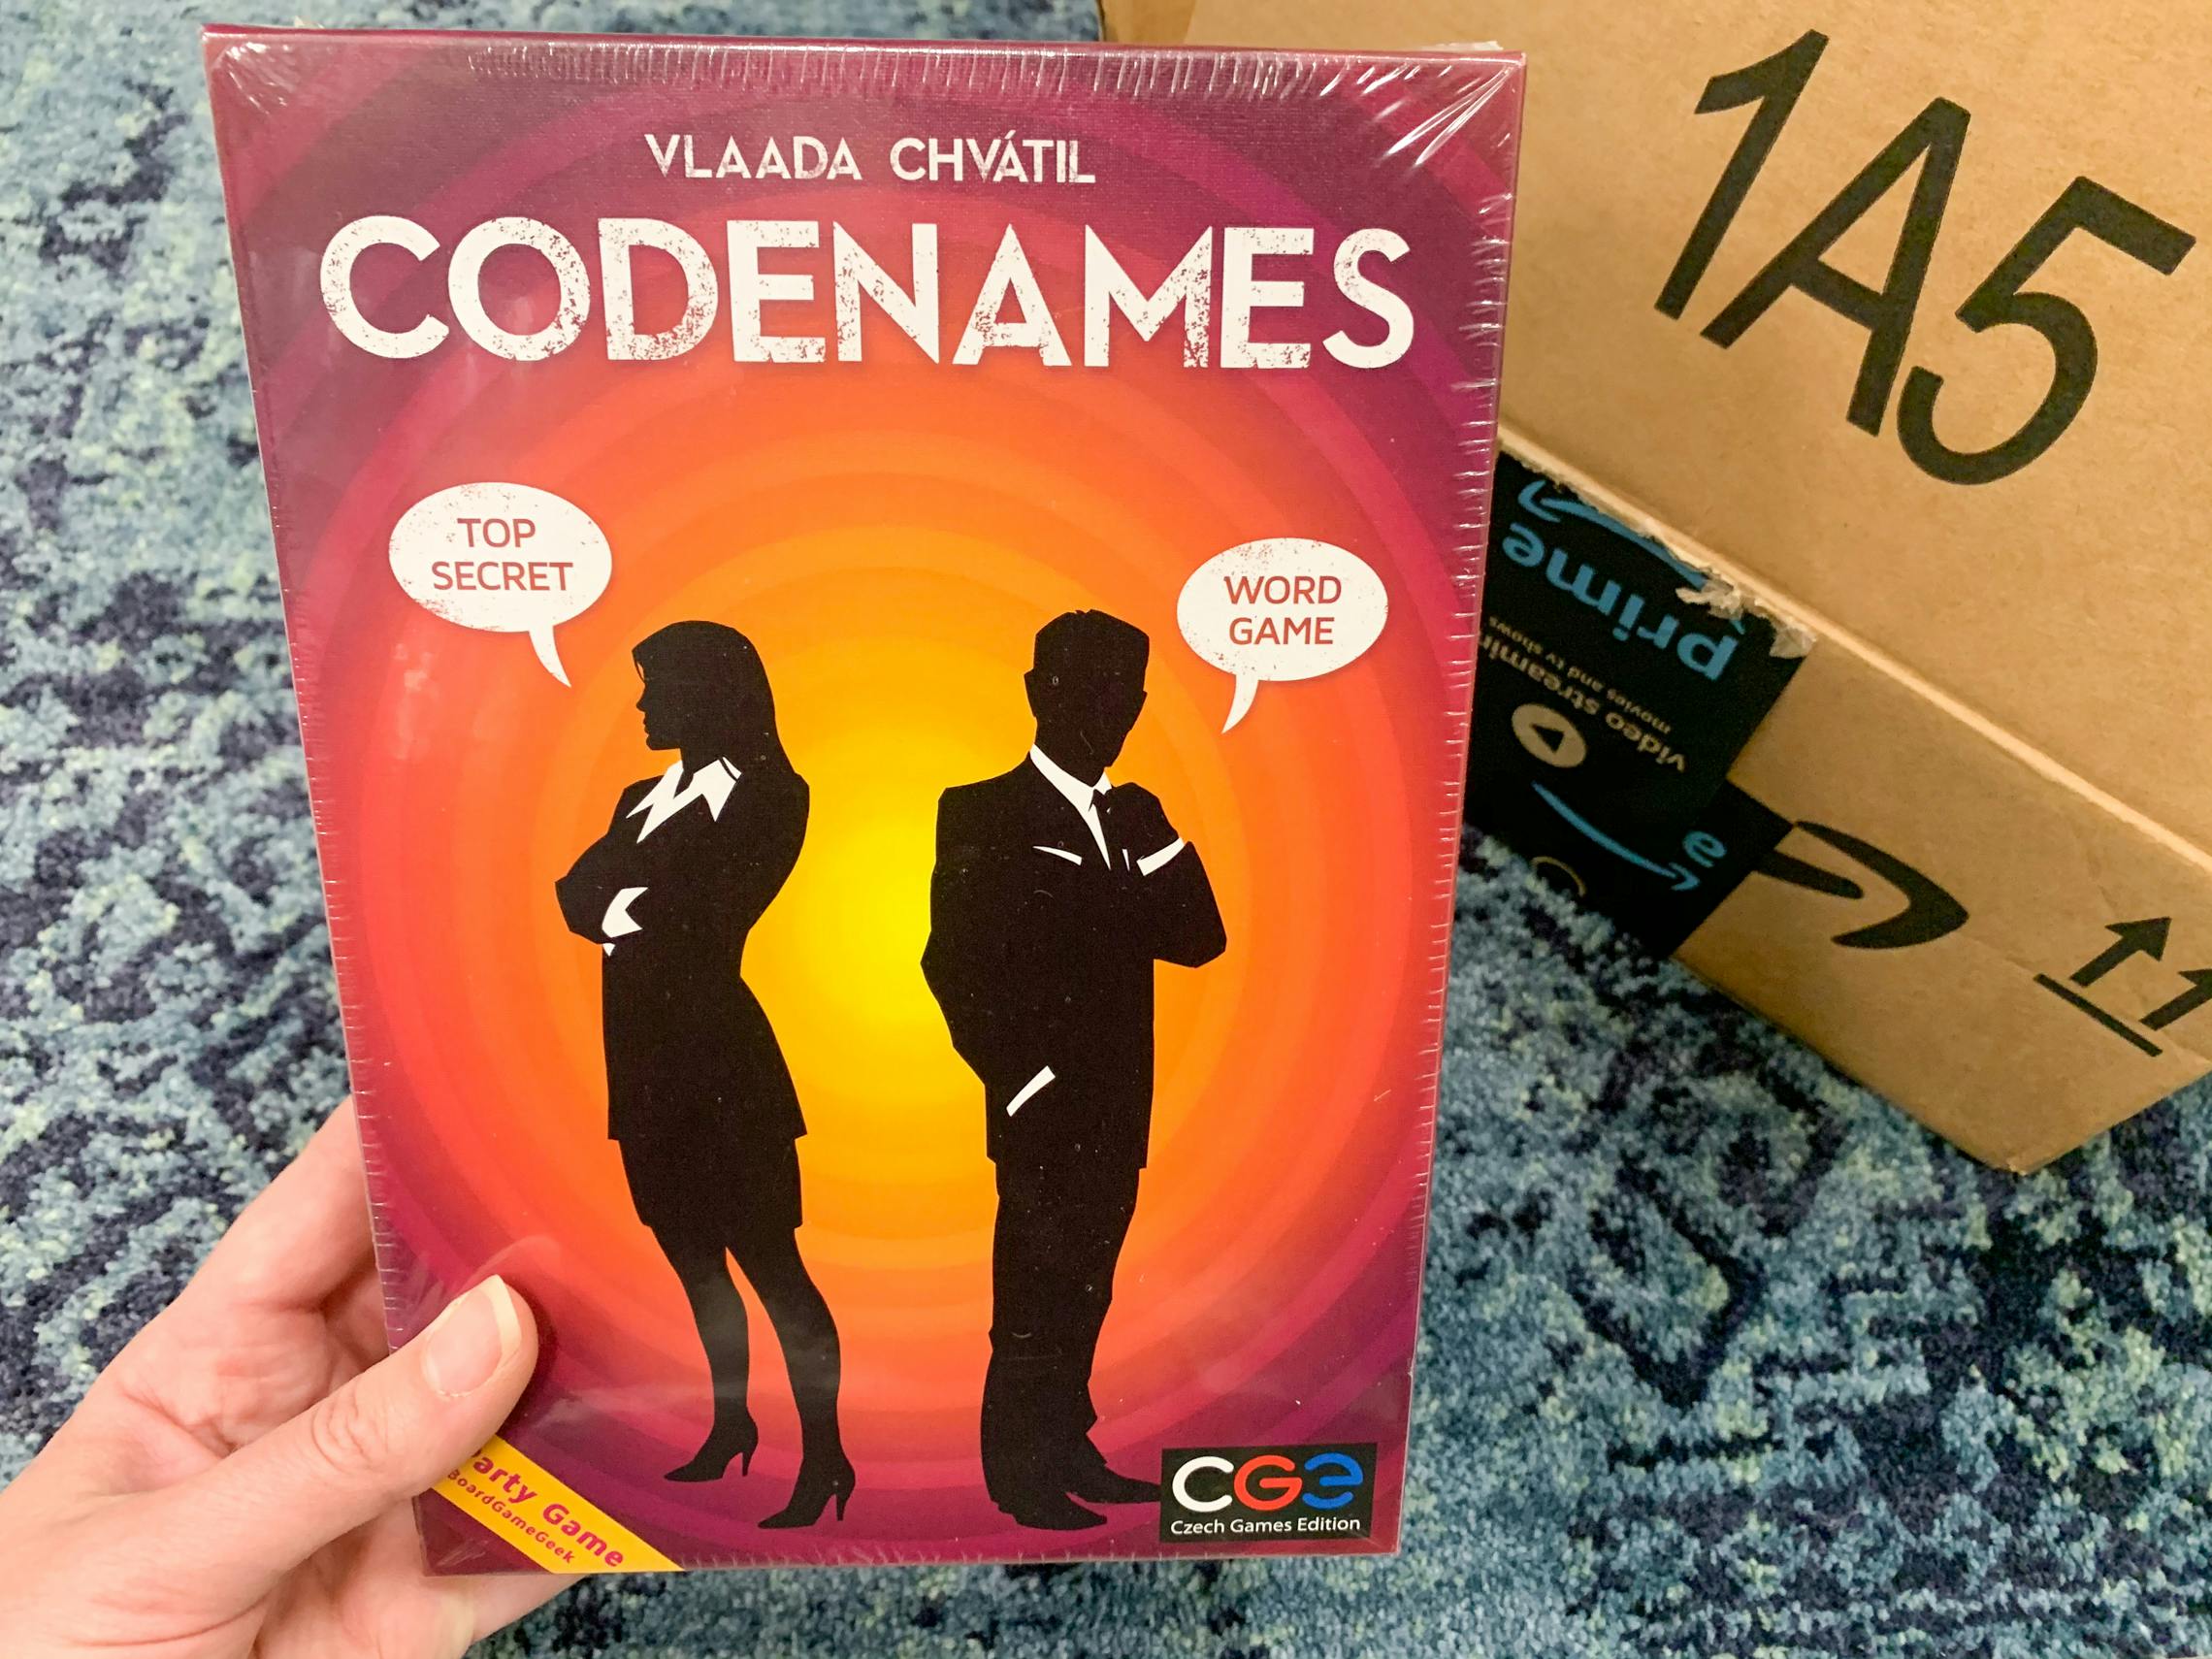 VLAADA CHVÁTIL
CODENAMES
TOP
SECRET
WORD
GAME
Party Game
BoardGameGeek
CGE
Czech Games Edition
1A5
prime
movies and tv shows
video streaming
a